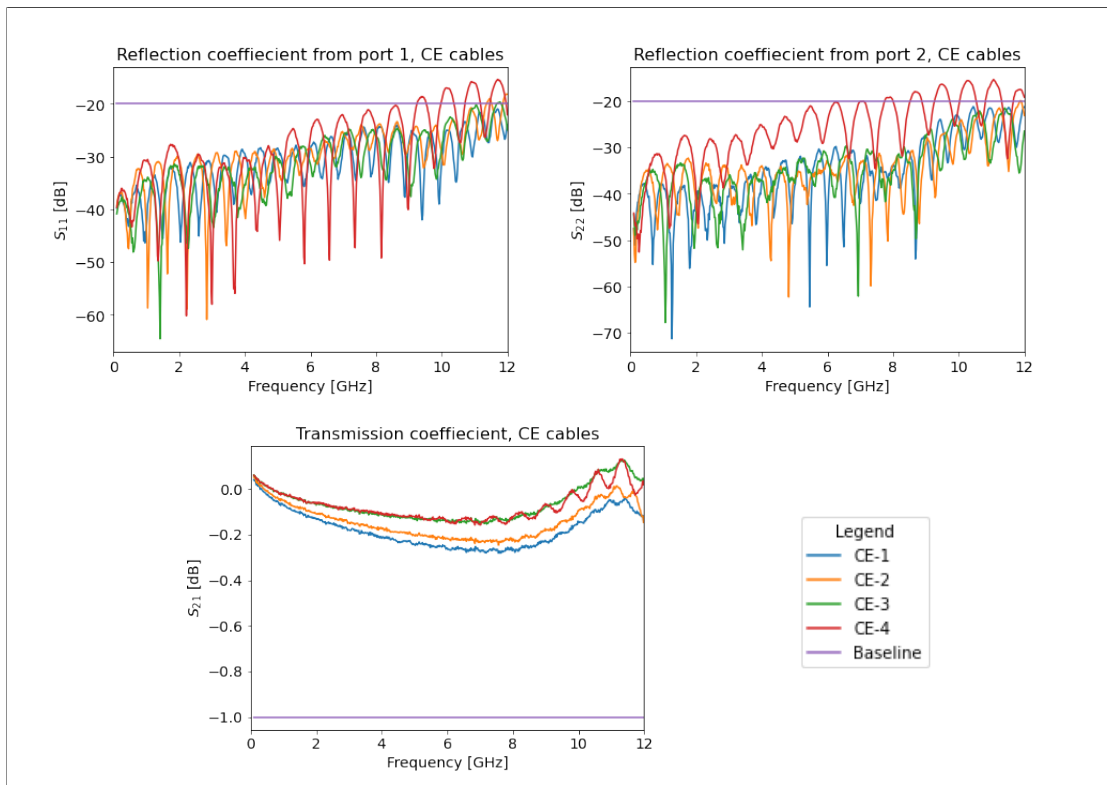 Reflection coeffiecient from port 1, CE cables
S11 [dB]
−20
−30
−40
−50
−60
0 2 4 6 8 10 12
Frequency [GHz]
Reflection coeffiecient from port 2, CE cables
S22 [dB]
−20
−30
−40
−50
−60
−70
0 2 4 6 8 10 12
Frequency [GHz]
Transmission coeffiecient, CE cables
S21 [dB]
0.0
−0.2
−0.4
−0.6
−0.8
−1.0
0 2 4 6 8 10 12
Frequency [GHz]
Legend
CE-1
CE-2
CE-3
CE-4
Baseline